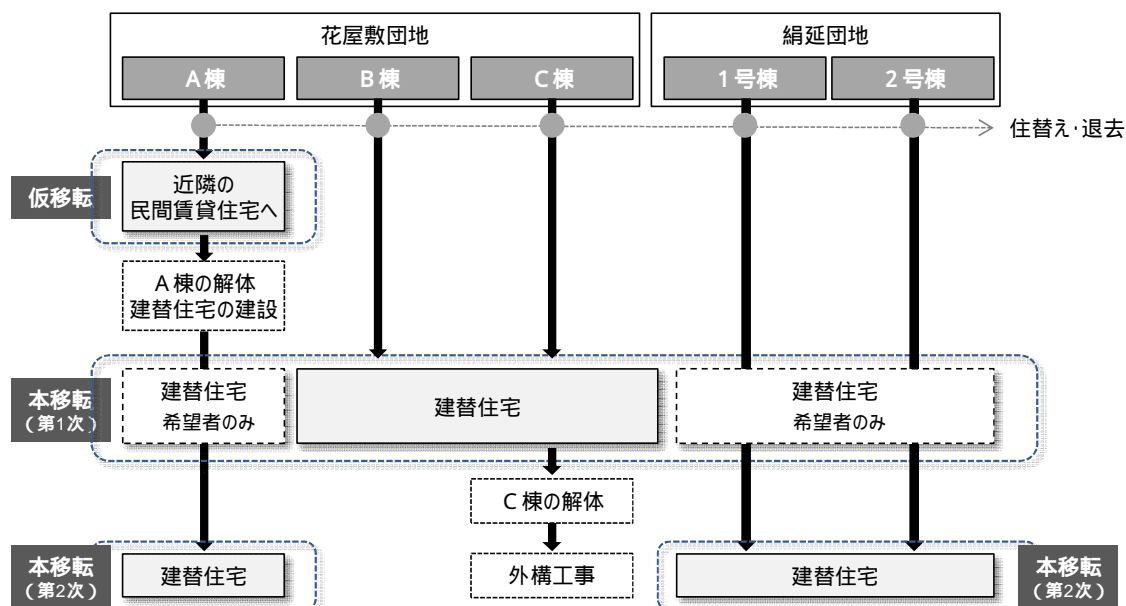 花屋敷団地
絹延団地
A棟
B棟
C棟
1号棟
2号棟
住替え・退去
仮移転
近隣の
民間賃貸住宅へ
A棟の解体
建替住宅の建設
本移転
(第1次)
建替住宅
希望者のみ
建替住宅
建替住宅
希望者のみ
C棟の解体
本移転
(第2次)
建替住宅
外構工事
建替住宅
本移転
(第2次)